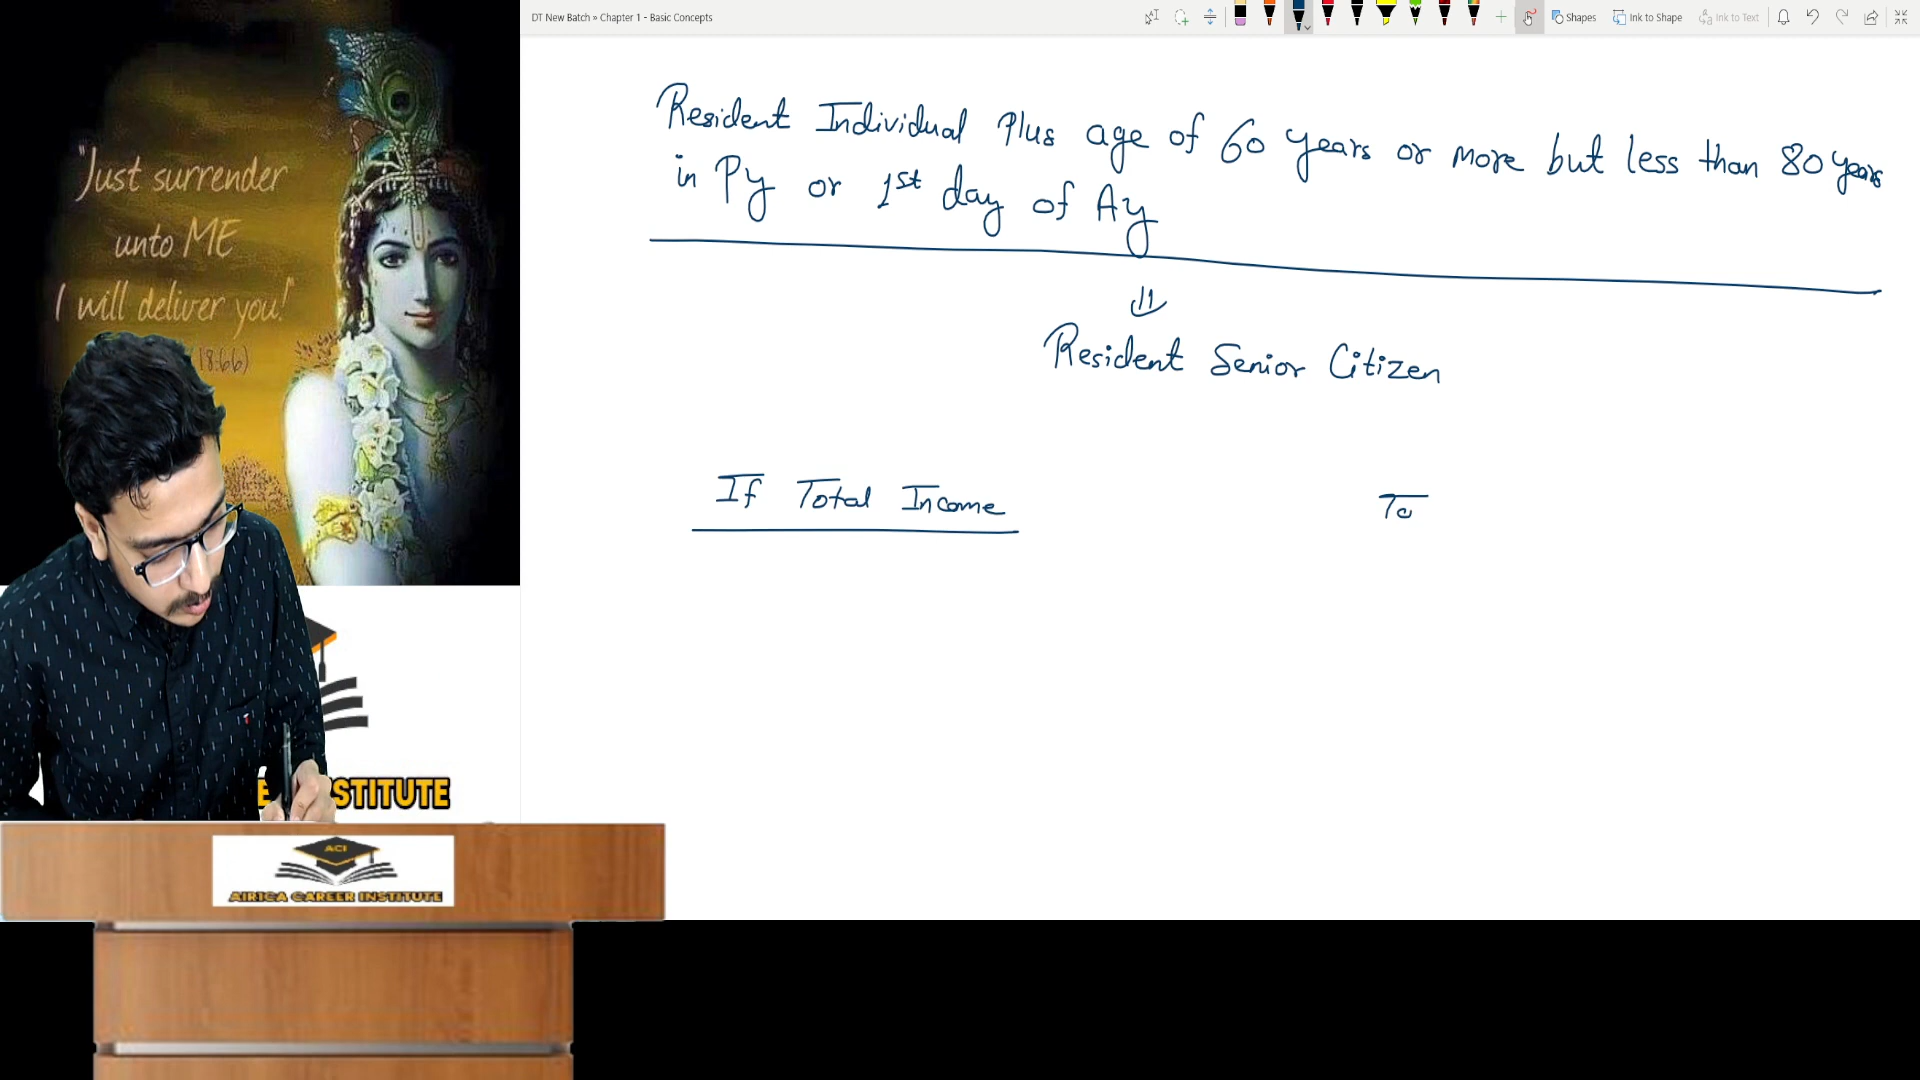 DT New Batch » Chapter 1 - Basic Concepts
Shapes
Ink to Shape
Ink to Text
"Just surrender
unto ME
I will deliver you!"
(18:66)
Resident Individual Plus age of 60 years or more but less than 80 years
in Py or 1st day of Ay
Resident Senior Citizen
If Total Income
Ta
STITUTE
ACI
AIRICA CAREER INSTITUTE